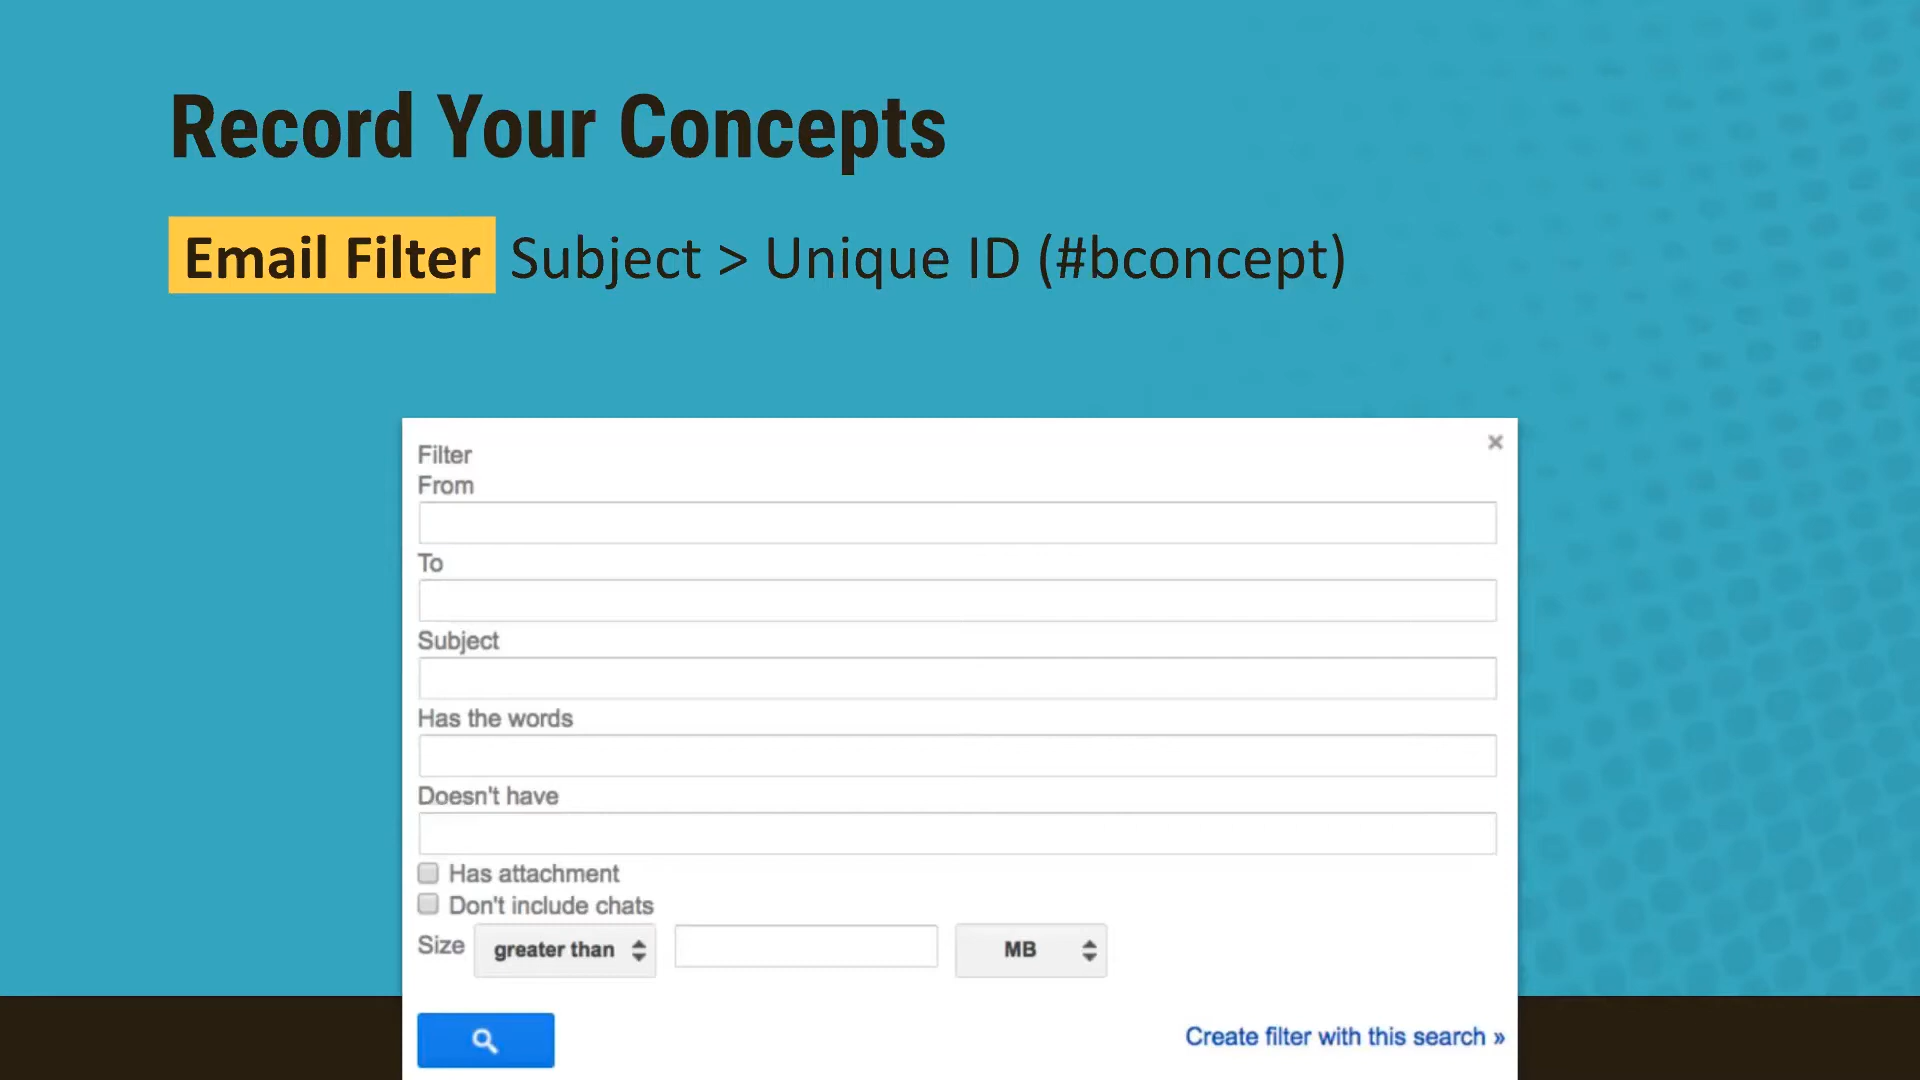 Record Your Concepts
Email Filter Subject > Unique ID (#bconcept)
Filter
From
To
Subject
Has the words
Doesn't have
Has attachment
Don't include chats
Size greater than MB
Create filter with this search »